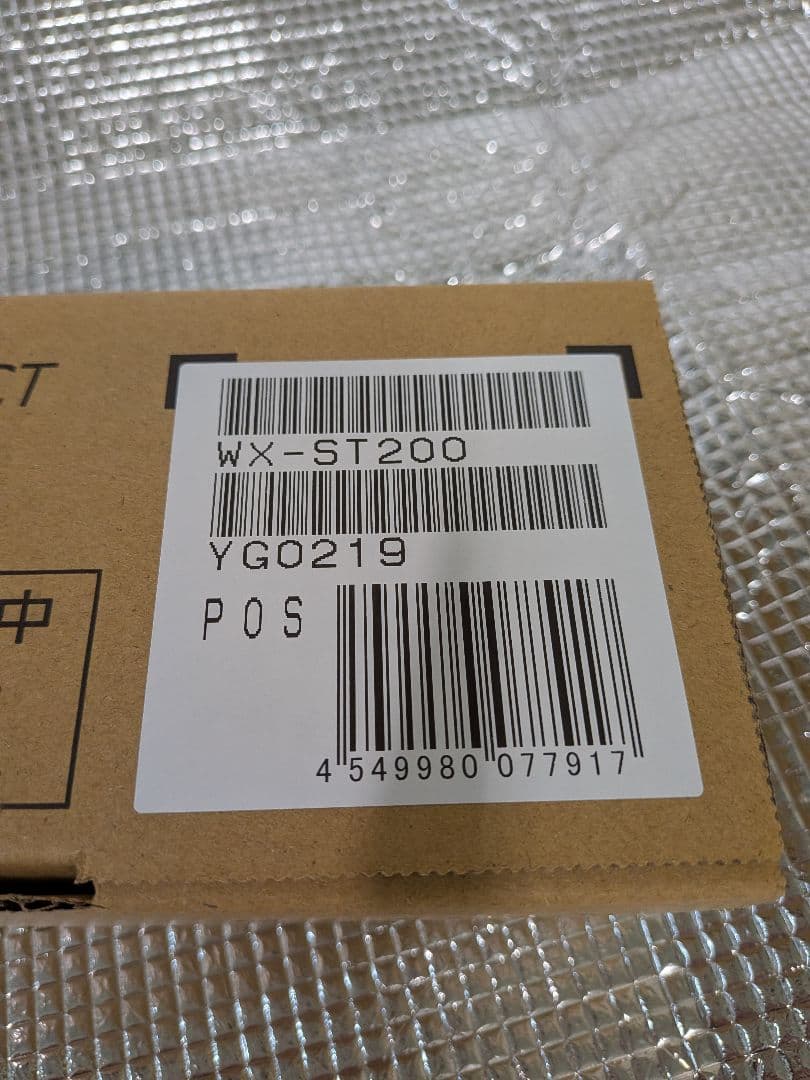 CT
WX-ST200
YG0219
POS
4 549980 077917
中